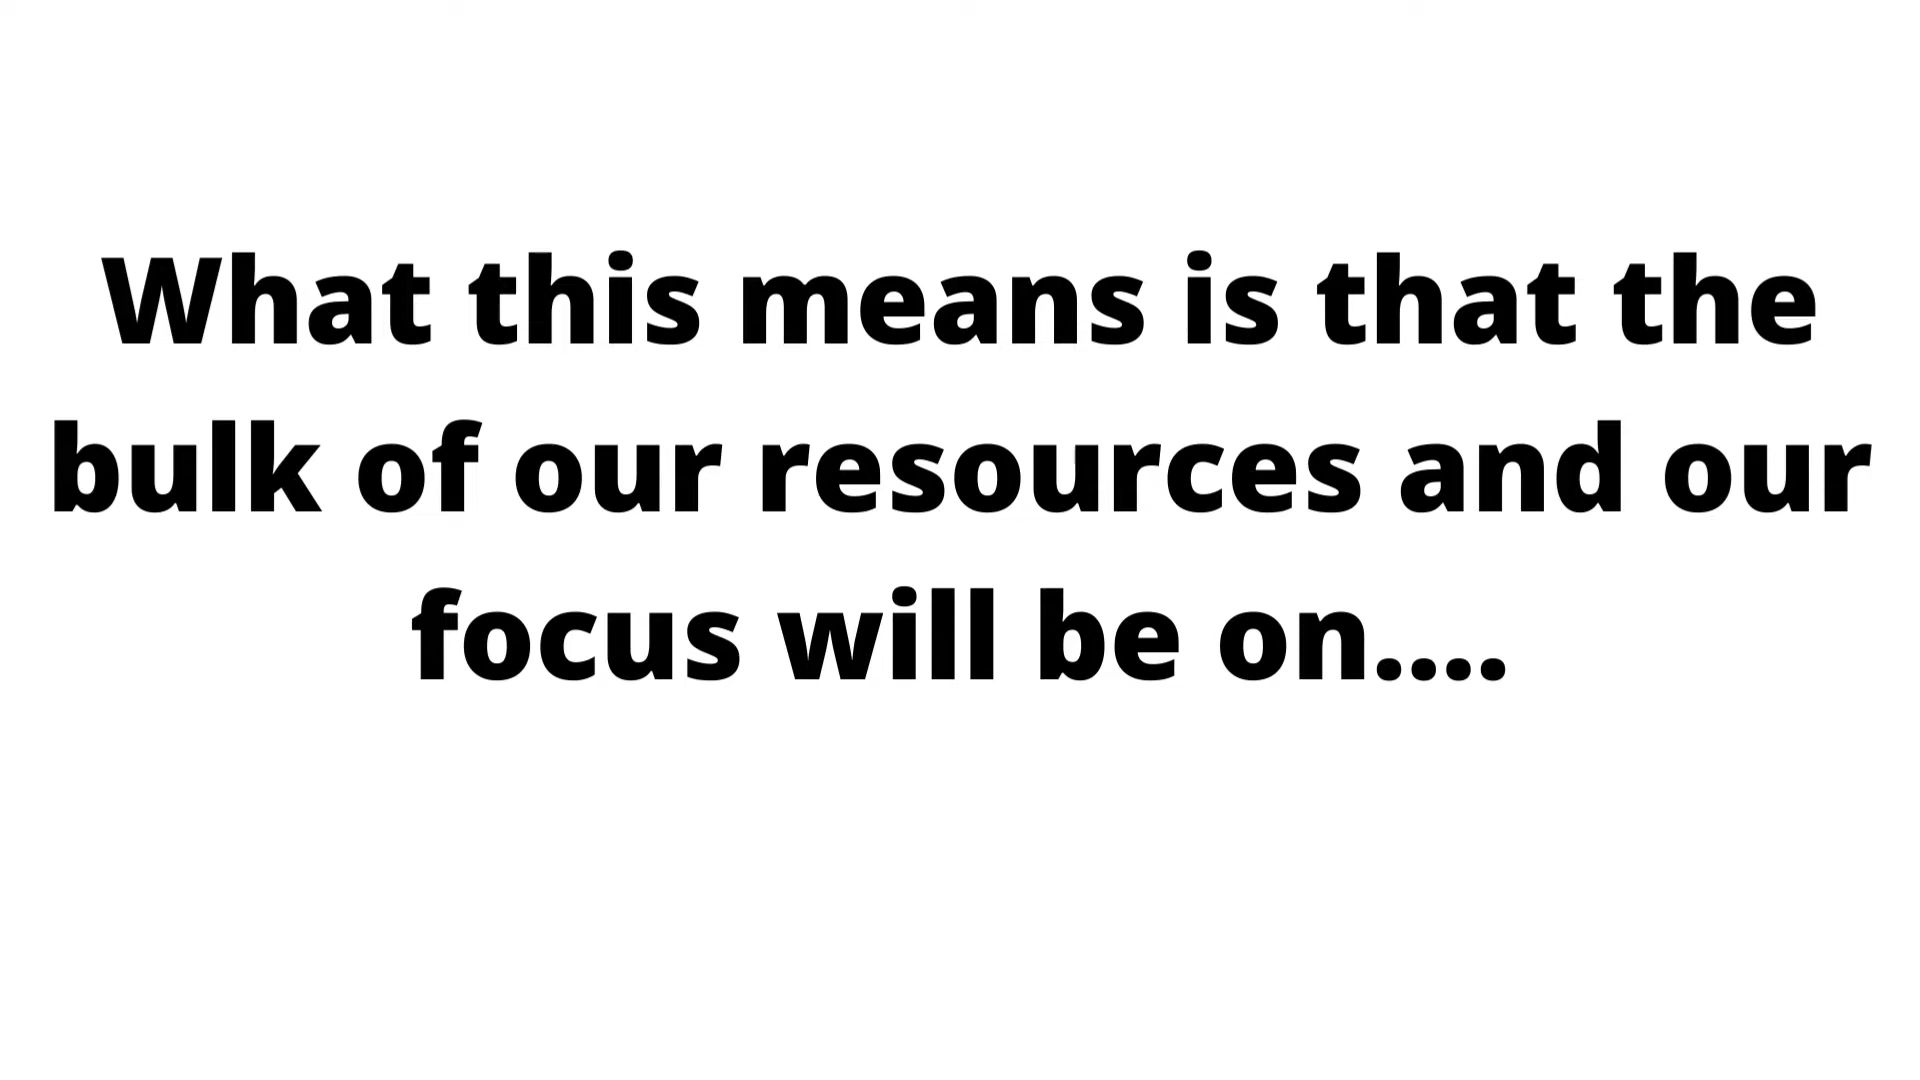 What this means is that the
bulk of our resources and our
focus will be on....